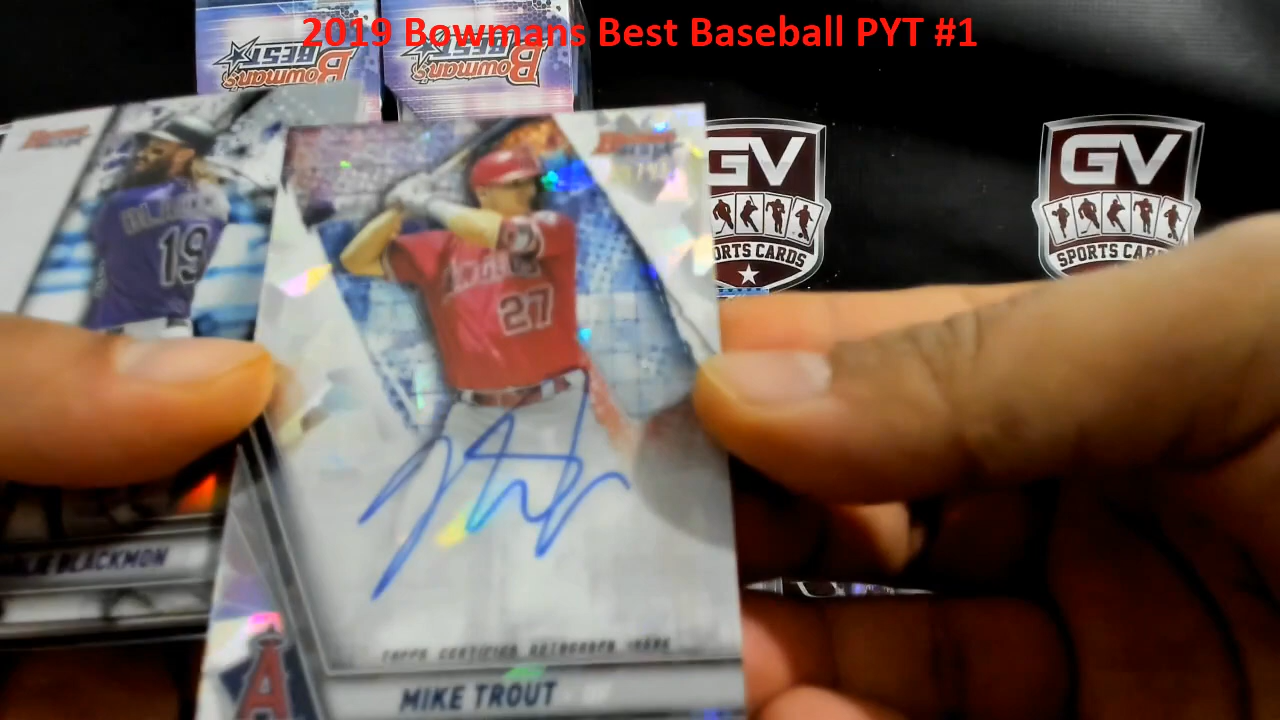 2019 Bowmans Best Baseball PYT #1
Bowman's
BEST
Bowman's
BEST
GV
SPORTS CARDS
GV
ORTS CARDS
19
27
BLACKMON
TOPPS CERTIFIED AUTOGRAPH ISSUE
A
MIKE TROUT